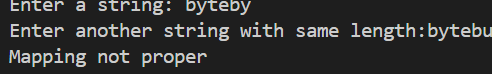 Enter a string: byteby
Enter another string with same length:bytebu
Mapping not proper